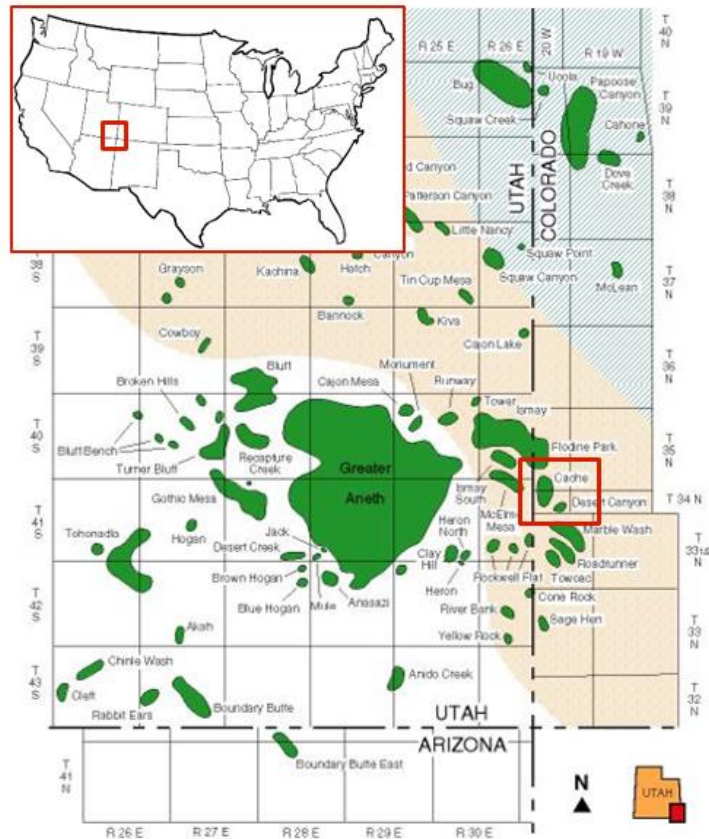 R 25 E
R 26 E
20 W
R 19 W
T 40 N
Bug
Squaw Creek
Papoose Canyon
Cahone
T 39 N
Dove Creek
UTAH
COLORADO
T 38 N
d Canyon
Patterson Canyon
Little Nancy
Squaw Point
Squaw Canyon
McLean
T 37 N
38 S
Grayson
Kachina
Canyon
Hatch
Tin Cup Mesa
Bannock
Kiva
Cajon Lake
T 36 N
T 39 S
Cowboy
Bluff
Monument
Cajon Mesa
Runway
Broken Hills
Tower
Ismay
T 40 S
Bluff Bench
Turner Bluff
Recapture Creek
Greater Aneth
Flodine Park
T 35 N
Ismay South
Cache
Desert Canyon
T 34 N
Gothic Mesa
T 41 S
Hogan
McElmo Mesa
Marble Wash
Tohonadla
Jack
Desert Creek
Heron North
Clay Hill
Roadrunner
Towaoc
Rockwell Flat
Brown Hogan
Blue Hogan
Mule
Anasazi
Heron
Cone Rock
T 42 S
Akah
River Bank
Sage Hen
T 33 N
Yellow Rock
Chinle Wash
T 43 S
Cleft
Rabbit Ears
Boundary Butte
Anido Creek
T 32 N
UTAH
ARIZONA
T 41 N
Boundary Butte East
N
UTAH
R 26 E
R 27 E
R 28 E
R 29 E
R 30 E